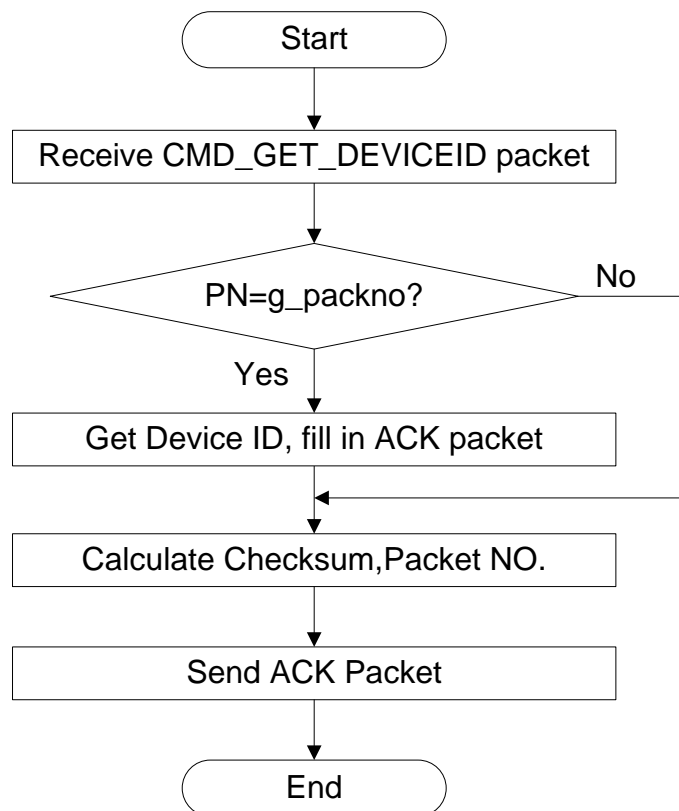 Start
Receive CMD_GET_DEVICEID packet
PN=g_packno?
No
Yes
Get Device ID, fill in ACK packet
Calculate Checksum,Packet NO.
Send ACK Packet
End